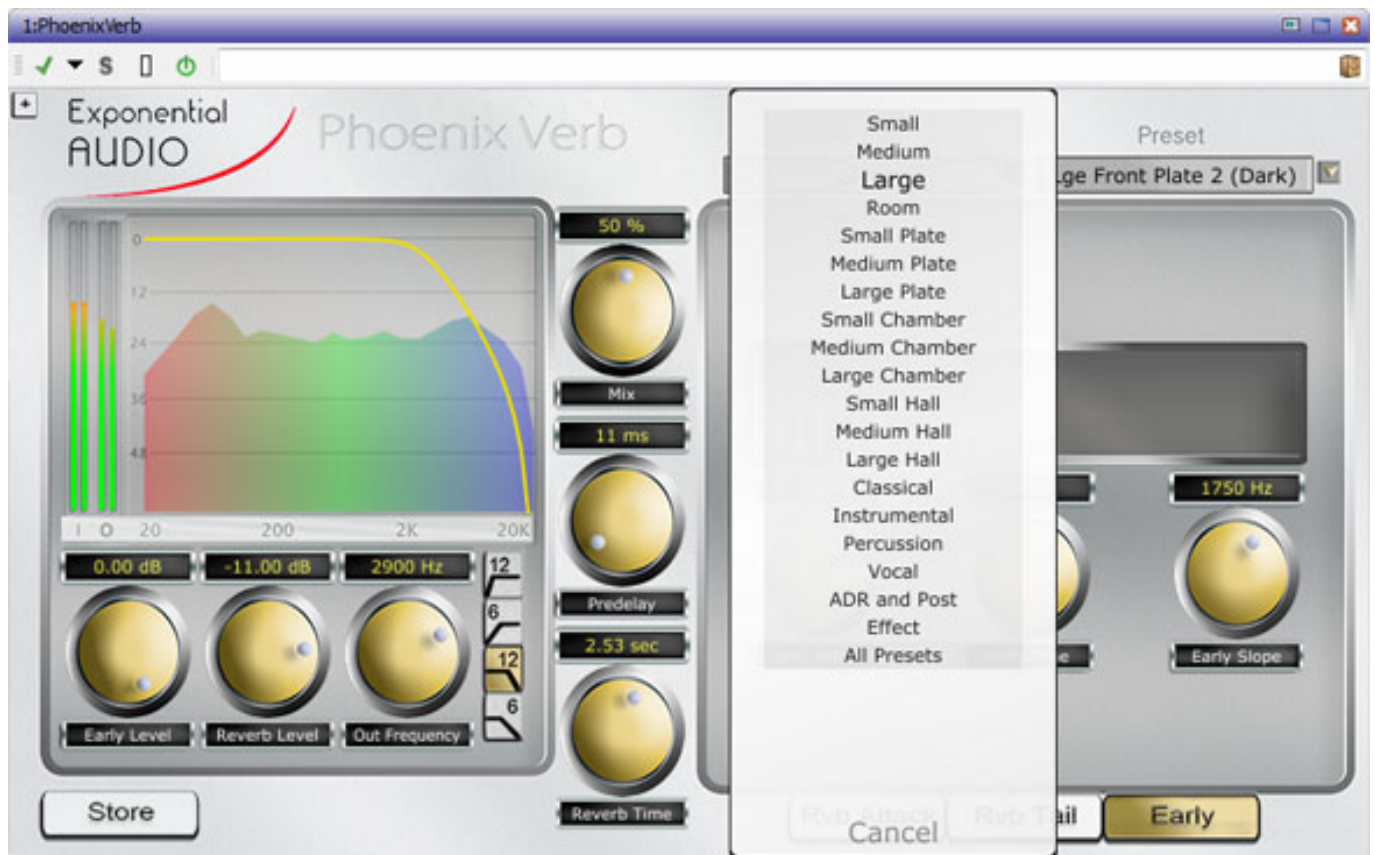 1:PhoenixVerb
S
Exponential
AUDIO
Phoenix Verb
Preset
Lge Front Plate 2 (Dark)
0
12
24
36
48
I O 20 200 2K 20K
0.00 dB -11.00 dB 2900 Hz
Early Level Reverb Level Out Frequency
12
6
12
6
50 %
Mix
11 ms
Predelay
2.53 sec
Reverb Time
Small
Medium
Large
Room
Small Plate
Medium Plate
Large Plate
Small Chamber
Medium Chamber
Large Chamber
Small Hall
Medium Hall
Large Hall
Classical
Instrumental
Percussion
Vocal
ADR and Post
Effect
All Presets
Cancel
1750 Hz
Early Slope
Store
Rvb Attack Rvb Tail Early